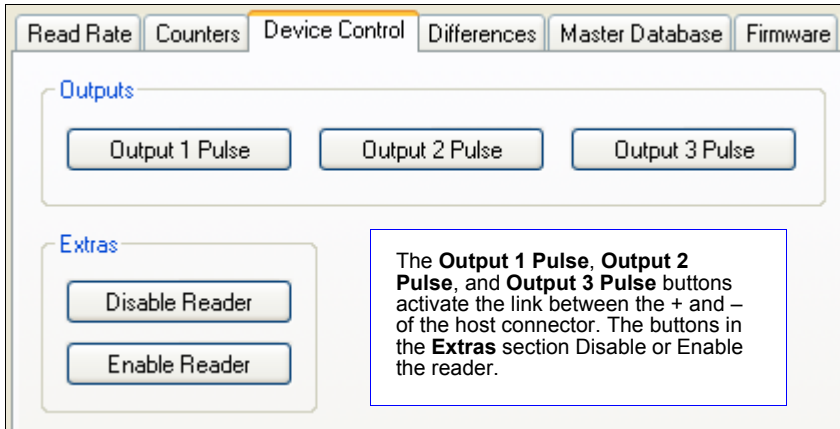 Read Rate Counters Device Control Differences Master Database Firmware
Outputs
Output 1 Pulse Output 2 Pulse Output 3 Pulse
Extras
Disable Reader
Enable Reader
The Output 1 Pulse, Output 2
Pulse, and Output 3 Pulse buttons
activate the link between the + and –
of the host connector. The buttons in
the Extras section Disable or Enable
the reader.